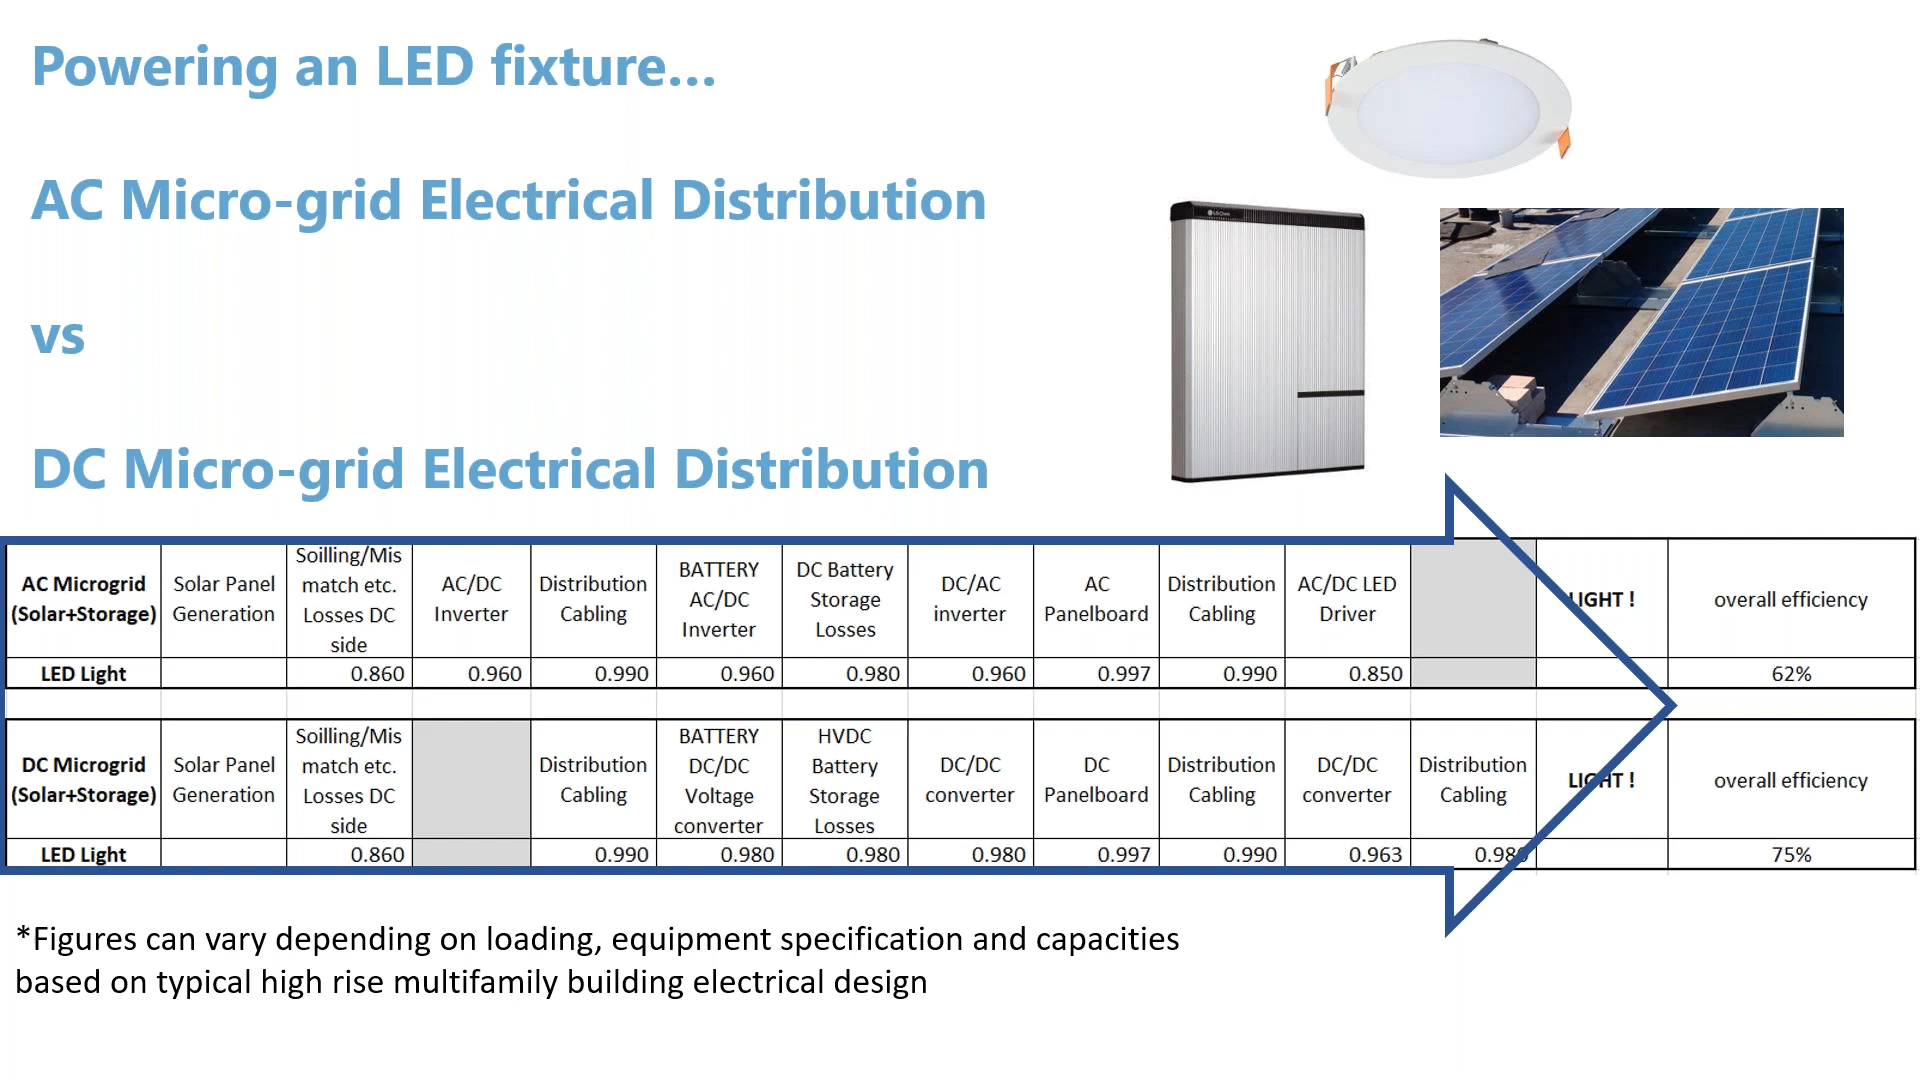 Powering an LED fixture...
AC Micro-grid Electrical Distribution
vs
DC Micro-grid Electrical Distribution
AC Microgrid
(Solar+Storage)
Solar Panel
Generation
Soilling/Mis
match etc.
Losses DC
side
AC/DC
Inverter
Distribution
Cabling
BATTERY
AC/DC
Inverter
DC Battery
Storage
Losses
DC/AC
inverter
AC
Panelboard
Distribution
Cabling
AC/DC LED
Driver
LIGHT !
overall efficiency
LED Light 0.860 0.960 0.990 0.960 0.980 0.960 0.997 0.990 0.850 62%
DC Microgrid
(Solar+Storage)
Solar Panel
Generation
Soilling/Mis
match etc.
Losses DC
side
Distribution
Cabling
BATTERY
DC/DC
Voltage
converter
HVDC
Battery
Storage
Losses
DC/DC
converter
DC
Panelboard
Distribution
Cabling
DC/DC
converter
Distribution
Cabling
LIGHT !
overall efficiency
LED Light 0.860 0.990 0.980 0.980 0.980 0.997 0.990 0.963 0.980 75%
*Figures can vary depending on loading, equipment specification and capacities
based on typical high rise multifamily building electrical design